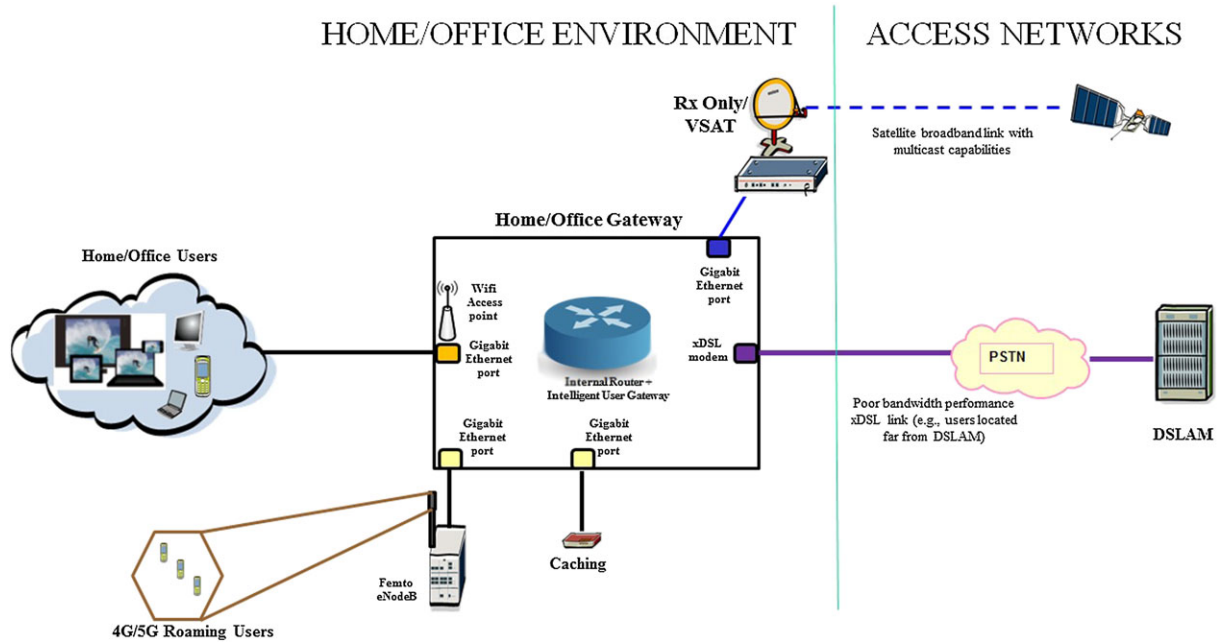 HOME/OFFICE ENVIRONMENT
ACCESS NETWORKS
Rx Only/
VSAT
Satellite broadband link with
multicast capabilities
Home/Office Gateway
Home/Office Users
Gigabit
Ethernet
port
Wifi
Access
point
Gigabit
Ethernet
port
xDSL
modem
Internal Router +
Intelligent User Gateway
PSTN
Poor bandwidth performance
xDSL link (e.g., users located
far from DSLAM)
DSLAM
Gigabit
Ethernet
port
Gigabit
Ethernet
port
Femto
eNodeB
Caching
4G/5G Roaming Users